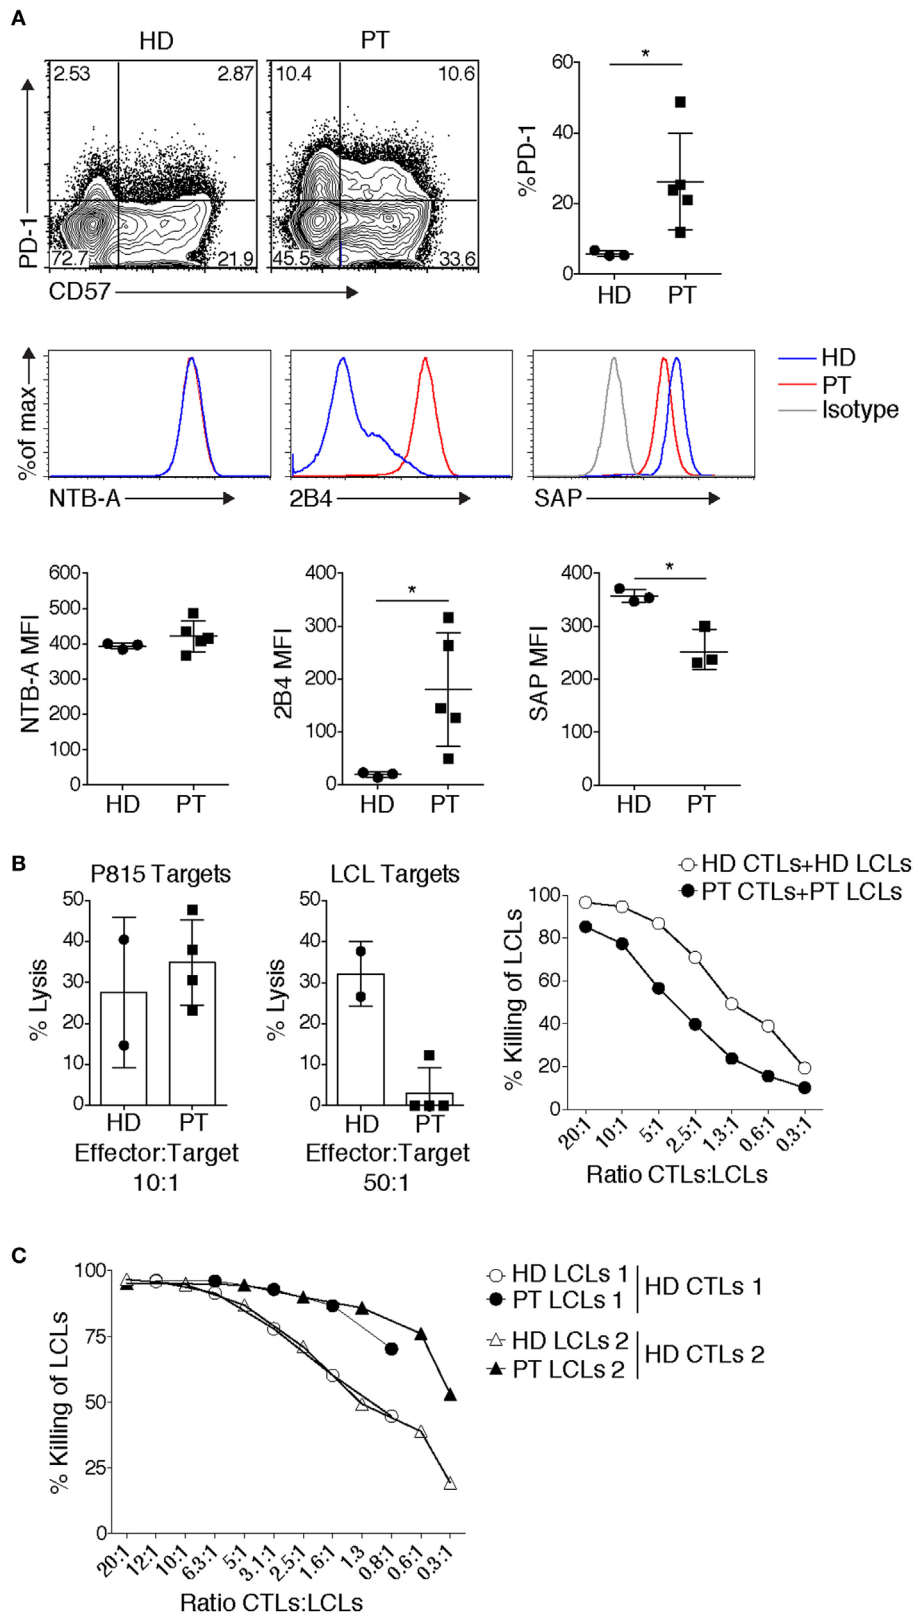 A
HD
PT
2.53
2.87
72.7
21.9
10.4
10.6
45.5
33.6
PD-1
CD57
%PD-1
60
40
20
0
*
HD
PT
%of max
NTB-A
2B4
SAP
HD
PT
Isotype
NTB-A MFI
600
500
400
300
200
100
0
HD
PT
2B4 MFI
400
300
200
100
0
*
HD
PT
SAP MFI
400
300
200
100
0
*
HD
PT
B
P815 Targets
% Lysis
50
40
30
20
10
0
HD
PT
Effector:Target
10:1
LCL Targets
% Lysis
50
40
30
20
10
0
HD
PT
Effector:Target
50:1
HD CTLs+HD LCLs
PT CTLs+PT LCLs
% Killing of LCLs
100
80
60
40
20
0
20:1
10:1
5:1
2.5:1
1.3:1
0.6:1
0.3:1
Ratio CTLs:LCLs
C
% Killing of LCLs
100
75
50
25
0
20:1
12:1
10:1
6.3:1
5:1
3.1:1
2.5:1
1.6:1
1.3
0.8:1
0.6:1
0.3:1
Ratio CTLs:LCLs
HD LCLs 1
PT LCLs 1
HD CTLs 1
HD LCLs 2
PT LCLs 2
HD CTLs 2